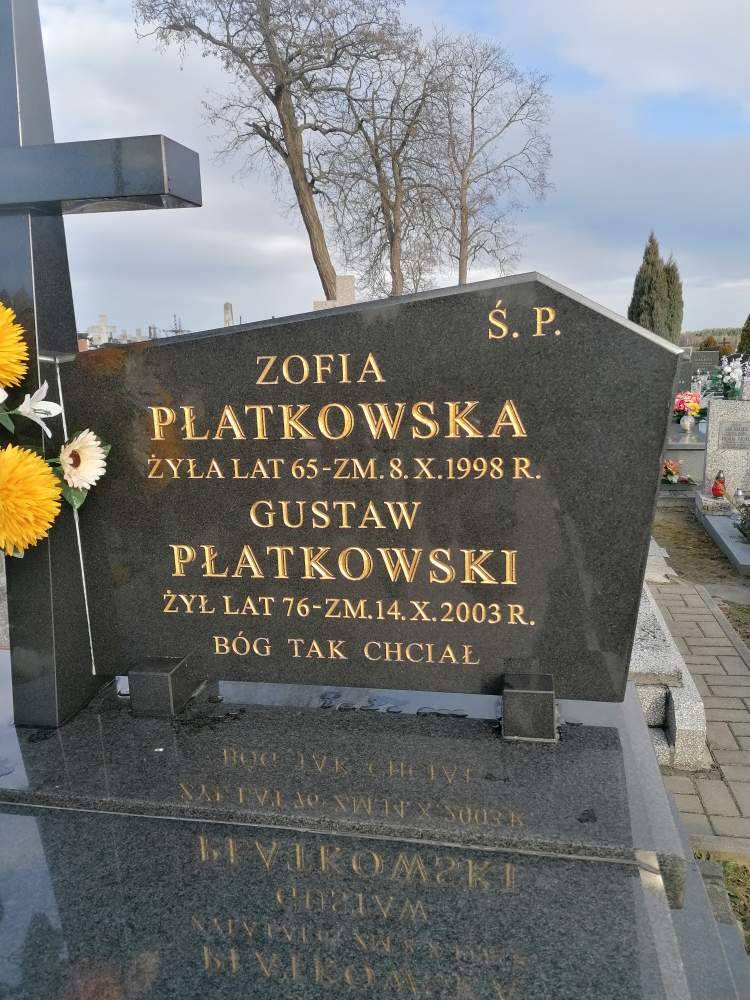 Ś. P.
ZOFIA
PŁATKOWSKA
ŻYŁA LAT 65-ZM. 8.X.1998 R.
GUSTAW
PŁATKOWSKI
ŻYŁ LAT 76-ZM.14.X.2003 R.
BÓG TAK CHCIAŁ